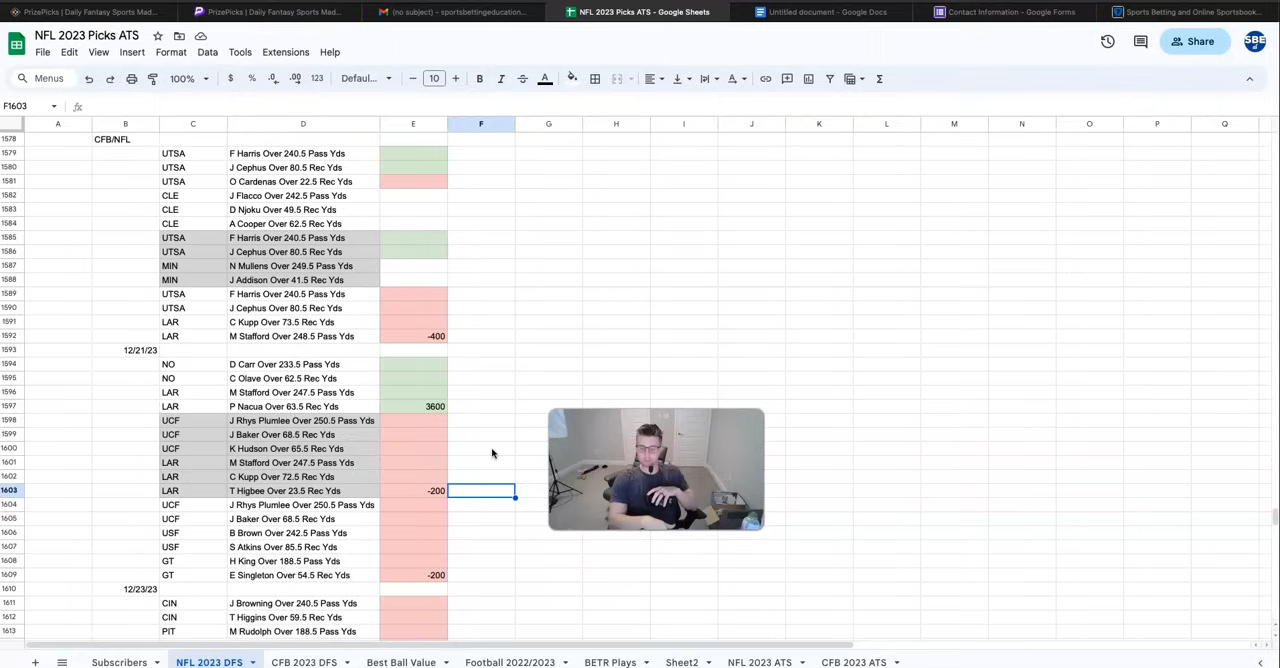 PrizePicks | Daily Fantasy Sports Mad... PrizePicks | Daily Fantasy Sports Mad... (no subject) – sportsbettingeducation... NFL 2023 Picks ATS - Google Sheets Untitled document - Google Docs Contact Information - Google Forms Sports Betting and Online Sportsbook...
NFL 2023 Picks ATS
File Edit View Insert Format Data Tools Extensions Help
Share SBE
Menus 100% $ % .0 .00 123 Defaul... 10 B I A Σ
F1603 fx
A B C D E F G H I J K L M N O P Q
1578 CFB/NFL
1579 UTSA F Harris Over 240.5 Pass Yds
1580 UTSA J Cephus Over 80.5 Rec Yds
1581 UTSA O Cardenas Over 22.5 Rec Yds
1582 CLE J Flacco Over 242.5 Pass Yds
1583 CLE D Njoku Over 49.5 Rec Yds
1584 CLE A Cooper Over 62.5 Rec Yds
1585 UTSA F Harris Over 240.5 Pass Yds
1586 UTSA J Cephus Over 80.5 Rec Yds
1587 MIN N Mullens Over 249.5 Pass Yds
1588 MIN J Addison Over 41.5 Rec Yds
1589 UTSA F Harris Over 240.5 Pass Yds
1590 UTSA J Cephus Over 80.5 Rec Yds
1591 LAR C Kupp Over 73.5 Rec Yds
1592 LAR M Stafford Over 248.5 Pass Yds -400
1593 12/21/23
1594 NO D Carr Over 233.5 Pass Yds
1595 NO C Olave Over 62.5 Rec Yds
1596 LAR M Stafford Over 247.5 Pass Yds
1597 LAR P Nacua Over 63.5 Rec Yds 3600
1598 UCF J Rhys Plumlee Over 250.5 Pass Yds
1599 UCF J Baker Over 68.5 Rec Yds
1600 UCF K Hudson Over 65.5 Rec Yds
1601 LAR M Stafford Over 247.5 Pass Yds
1602 LAR C Kupp Over 72.5 Rec Yds
1603 LAR T Higbee Over 23.5 Rec Yds -200
1604 UCF J Rhys Plumlee Over 250.5 Pass Yds
1605 UCF J Baker Over 68.5 Rec Yds
1606 USF B Brown Over 242.5 Pass Yds
1607 USF S Atkins Over 85.5 Rec Yds
1608 GT H King Over 188.5 Pass Yds
1609 GT E Singleton Over 54.5 Rec Yds -200
1610 12/23/23
1611 CIN J Browning Over 240.5 Pass Yds
1612 CIN T Higgins Over 59.5 Rec Yds
1613 PIT M Rudolph Over 188.5 Pass Yds
Subscribers NFL 2023 DFS CFB 2023 DFS Best Ball Value Football 2022/2023 BETR Plays Sheet2 NFL 2023 ATS CFB 2023 ATS